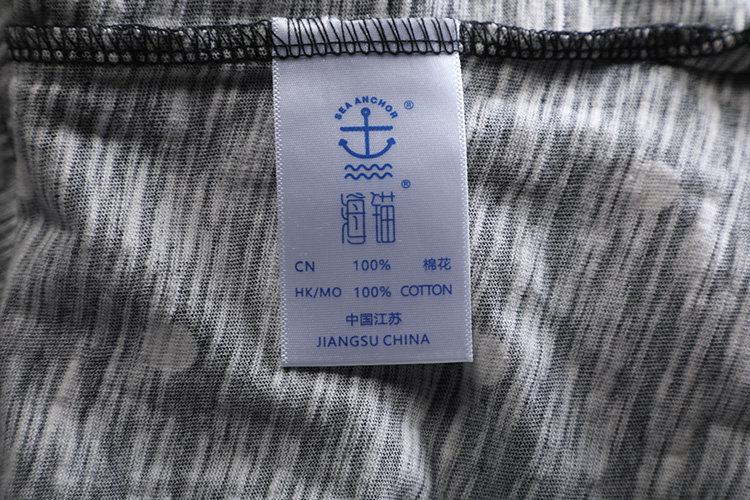 SEA ANCHOR ®
海锚 ®
CN 100% 棉花
HK/MO 100% COTTON
中国江苏
JIANGSU CHINA